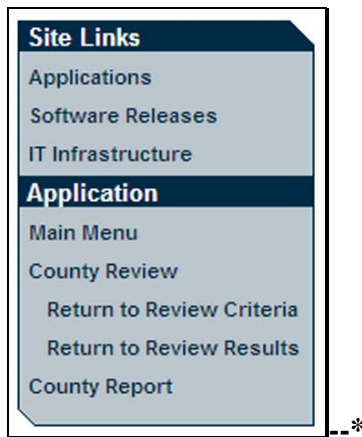 Site Links
Applications
Software Releases
IT Infrastructure
Application
Main Menu
County Review
Return to Review Criteria
Return to Review Results
County Report
--*